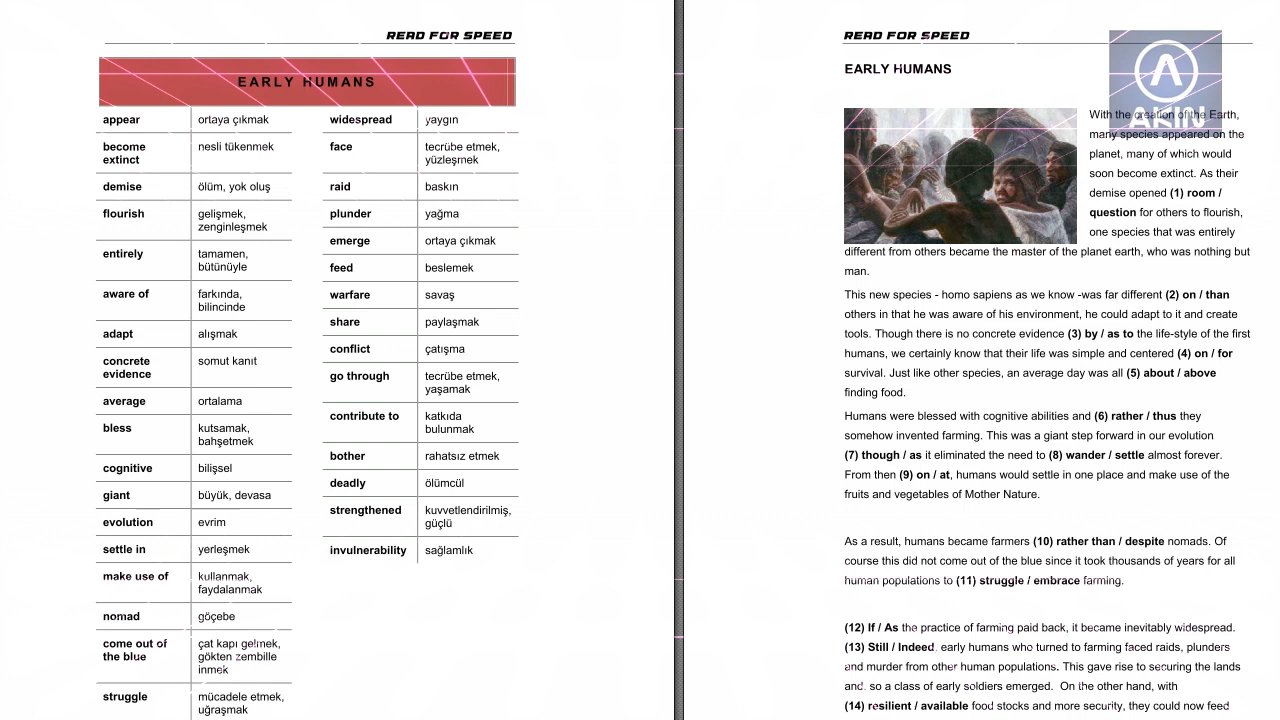 READ FOR SPEED
EARLY HUMANS
appear ortaya çıkmak
become extinct nesli tükenmek
demise ölüm, yok oluş
flourish gelişmek, zenginleşmek
entirely tamamen, bütünüyle
aware of farkında, bilincinde
adapt alışmak
concrete evidence somut kanıt
average ortalama
bless kutsamak, bahşetmek
cognitive bilişsel
giant büyük, devasa
evolution evrim
settle in yerleşmek
make use of kullanmak, faydalanmak
nomad göçebe
come out of the blue çat kapı gelmek, gökten zembille inmek
struggle mücadele etmek, uğraşmak
widespread yaygın
face tecrübe etmek, yüzleşmek
raid baskın
plunder yağma
emerge ortaya çıkmak
feed beslemek
warfare savaş
share paylaşmak
conflict çatışma
go through tecrübe etmek, yaşamak
contribute to katkıda bulunmak
bother rahatsız etmek
deadly ölümcül
strengthened kuvvetlendirilmiş, güçlü
invulnerability sağlamlık
READ FOR SPEED
EARLY HUMANS
AKIN
With the creation of the Earth,
many species appeared on the
planet, many of which would
soon become extinct. As their
demise opened (1) room /
question for others to flourish,
one species that was entirely
different from others became the master of the planet earth, who was nothing but
man.
This new species - homo sapiens as we know -was far different (2) on / than
others in that he was aware of his environment, he could adapt to it and create
tools. Though there is no concrete evidence (3) by / as to the life-style of the first
humans, we certainly know that their life was simple and centered (4) on / for
survival. Just like other species, an average day was all (5) about / above
finding food.
Humans were blessed with cognitive abilities and (6) rather / thus they
somehow invented farming. This was a giant step forward in our evolution
(7) though / as it eliminated the need to (8) wander / settle almost forever.
From then (9) on / at, humans would settle in one place and make use of the
fruits and vegetables of Mother Nature.
As a result, humans became farmers (10) rather than / despite nomads. Of
course this did not come out of the blue since it took thousands of years for all
human populations to (11) struggle / embrace farming.
(12) If / As the practice of farming paid back, it became inevitably widespread.
(13) Still / Indeed, early humans who turned to farming faced raids, plunders
and murder from other human populations. This gave rise to securing the lands
and, so a class of early soldiers emerged. On the other hand, with
(14) resilient / available food stocks and more security, they could now feed